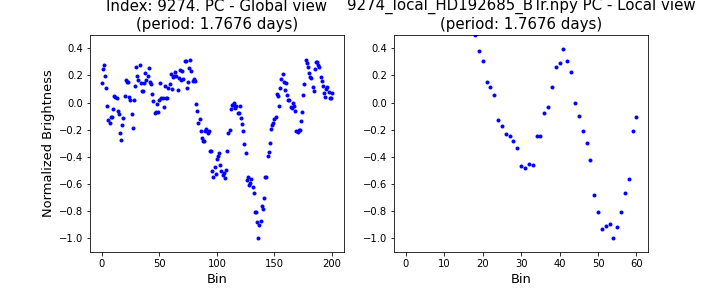 Index: 9274. PC - Global view
(period: 1.7676 days)
9274_local_HD192685_BTr.npy PC - Local view
(period: 1.7676 days)
Normalized Brightness
0.4
0.2
0.0
−0.2
−0.4
−0.6
−0.8
−1.0
0 50 100 150 200
Bin
0.4
0.2
0.0
−0.2
−0.4
−0.6
−0.8
−1.0
0 10 20 30 40 50 60
Bin